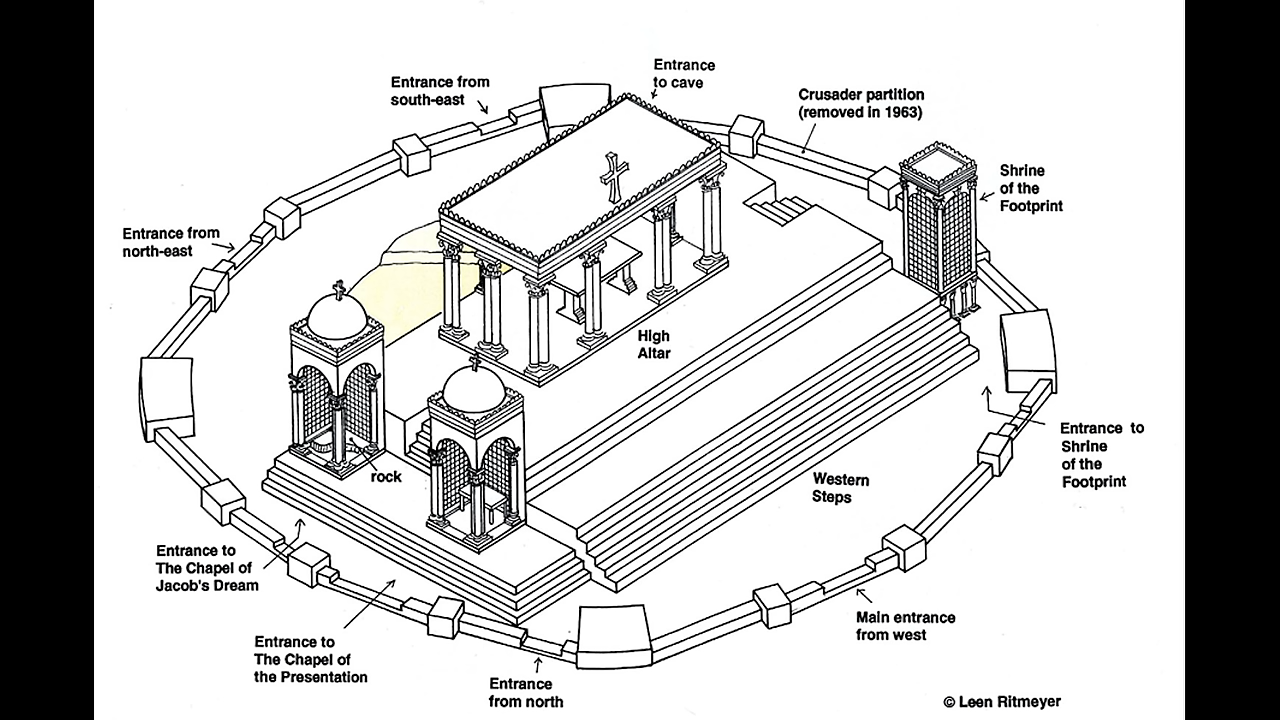 Entrance
to cave
Entrance from
south-east
Crusader partition
(removed in 1963)
Shrine
of the
Footprint
Entrance from
north-east
High
Altar
rock
Entrance to
Shrine
of the
Footprint
Western
Steps
Entrance to
The Chapel of
Jacob's Dream
Main entrance
from west
Entrance to
The Chapel of
the Presentation
Entrance
from north
© Leen Ritmeyer